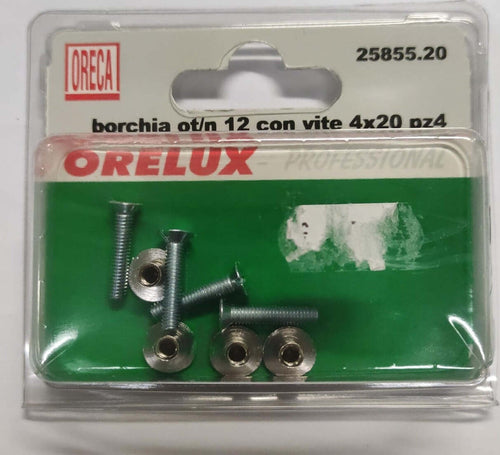 ORECA
25855.20
borchia ot/n 12 con vite 4x20 pz4
ORELUX - PROFESSIONAL